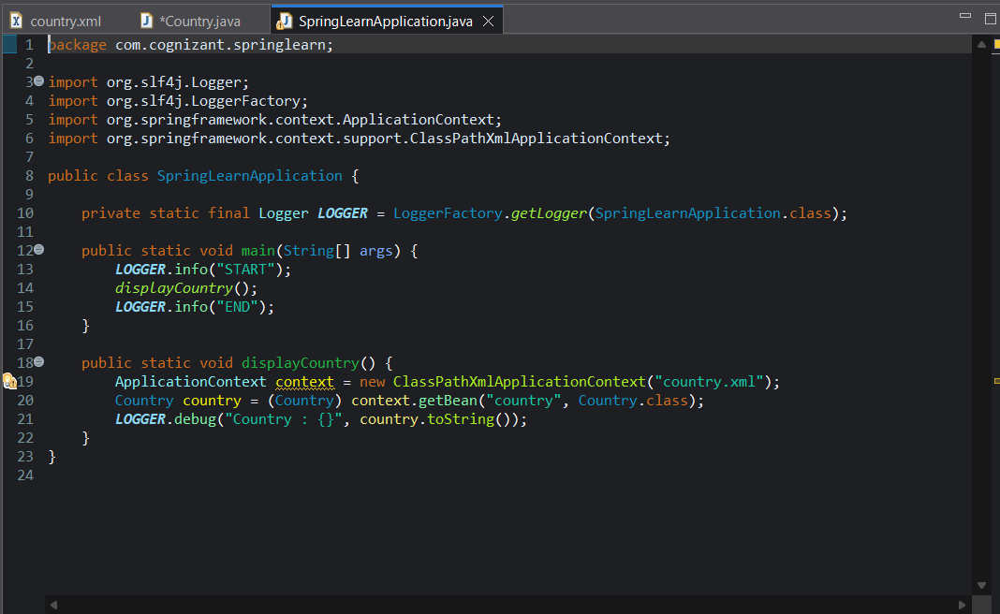 country.xml *Country.java SpringLearnApplication.java
1 package com.cognizant.springlearn;
2
3 import org.slf4j.Logger;
4 import org.slf4j.LoggerFactory;
5 import org.springframework.context.ApplicationContext;
6 import org.springframework.context.support.ClassPathXmlApplicationContext;
7
8 public class SpringLearnApplication {
9
10     private static final Logger LOGGER = LoggerFactory.getLogger(SpringLearnApplication.class);
11
12     public static void main(String[] args) {
13         LOGGER.info("START");
14         displayCountry();
15         LOGGER.info("END");
16     }
17
18     public static void displayCountry() {
19         ApplicationContext context = new ClassPathXmlApplicationContext("country.xml");
20         Country country = (Country) context.getBean("country", Country.class);
21         LOGGER.debug("Country : {}", country.toString());
22     }
23 }
24